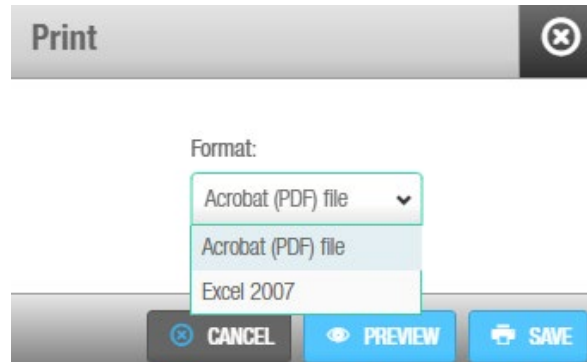 Print
Format:
Acrobat (PDF) file
Acrobat (PDF) file
Excel 2007
CANCEL PREVIEW SAVE